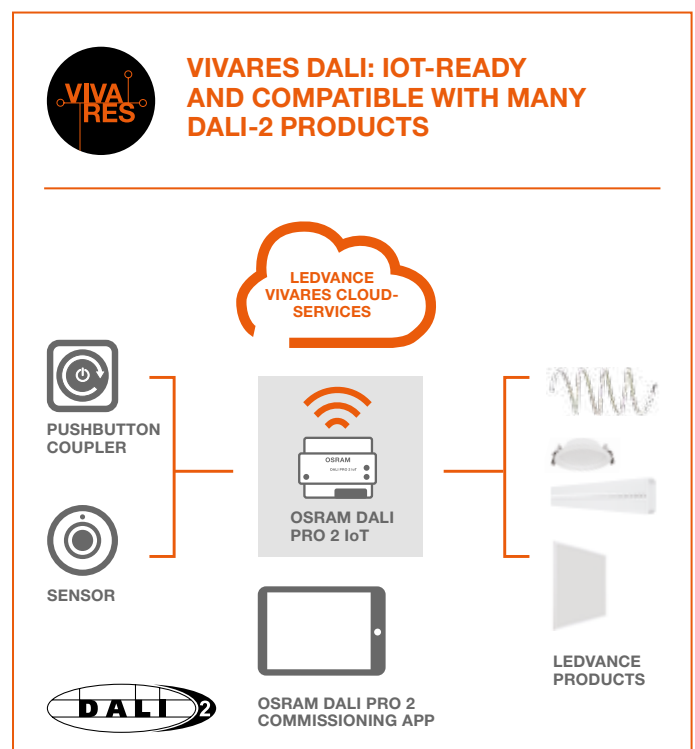 VIVA
RES
VIVARES DALI: IOT-READY
AND COMPATIBLE WITH MANY
DALI-2 PRODUCTS
LEDVANCE
VIVARES CLOUD-
SERVICES
PUSHBUTTON
COUPLER
OSRAM
DALI PRO 2 IoT
OSRAM DALI
PRO 2 IoT
SENSOR
LEDVANCE
PRODUCTS
DALI 2
OSRAM DALI PRO 2
COMMISSIONING APP